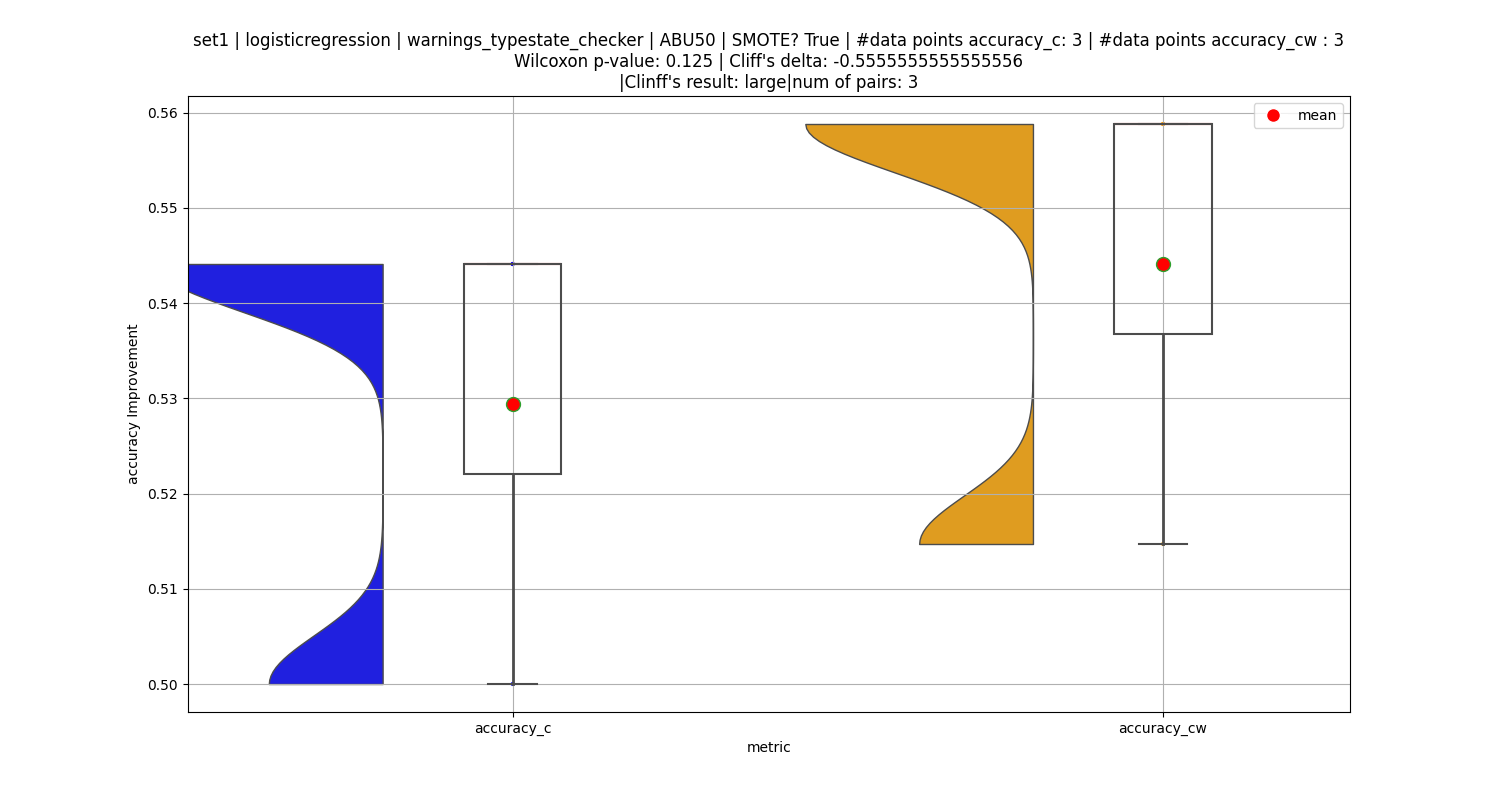 set1 | logisticregression | warnings_typestate_checker | ABU50 | SMOTE? True | #data points accuracy_c: 3 | #data points accuracy_cw : 3
Wilcoxon p-value: 0.125 | Cliff's delta: -0.5555555555555556
|Clinff's result: large|num of pairs: 3
mean
0.56
0.55
0.54
0.53
0.52
0.51
0.50
accuracy Improvement
accuracy_c
accuracy_cw
metric